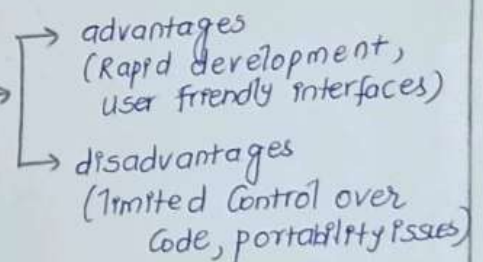 advantages
(Rapid development,
user friendly interfaces)
disadvantages
(limited Control over
Code, portability issues)